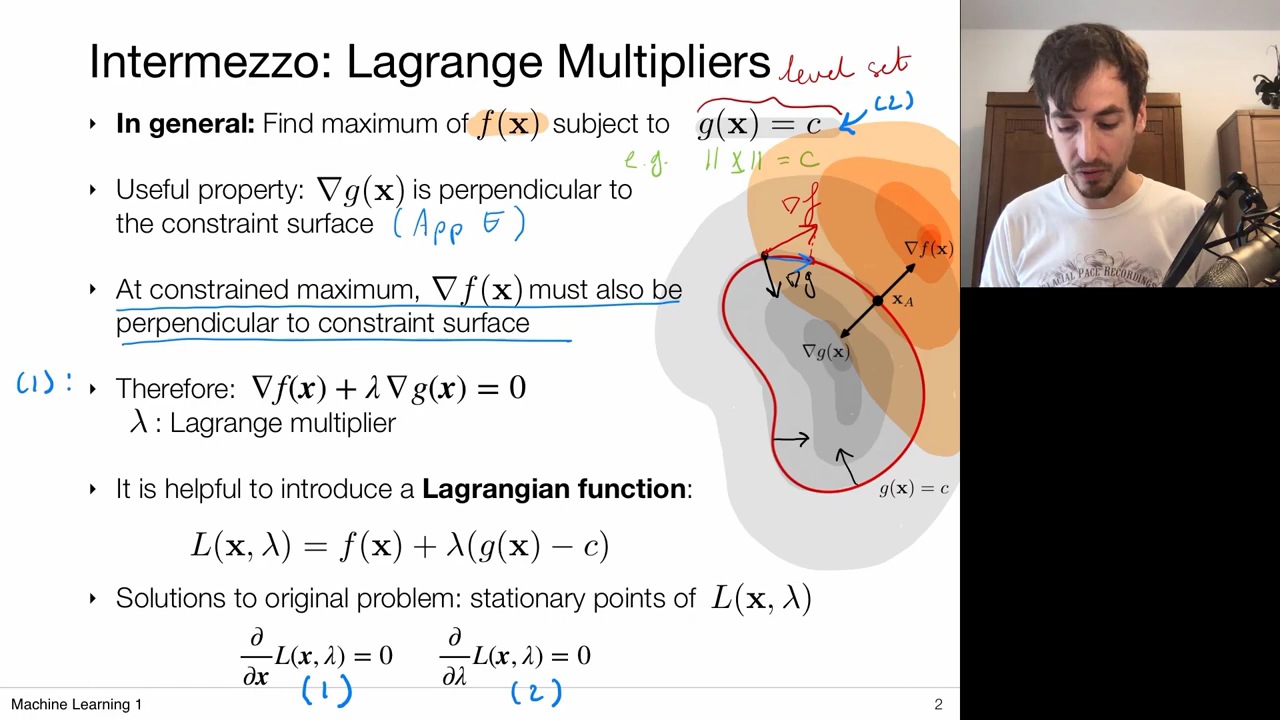 Intermezzo: Lagrange Multipliers level set
‣ In general: Find maximum of f(x) subject to g(x) = c (2)
e.g. ||x|| = c
‣ Useful property: ∇g(x) is perpendicular to
the constraint surface (App E)
‣ At constrained maximum, ∇f(x) must also be
perpendicular to constraint surface
(1): ‣ Therefore: ∇f(x) + λ∇g(x) = 0
λ : Lagrange multiplier
‣ It is helpful to introduce a Lagrangian function:
L(x, λ) = f(x) + λ(g(x) − c)
‣ Solutions to original problem: stationary points of L(x, λ)
∂/∂x L(x, λ) = 0 ∂/∂λ L(x, λ) = 0
(1) (2)
∇f
∇g
∇f(x)
x_A
∇g(x)
g(x) = c
GLACIAL PACE RECORDINGS
Machine Learning 1
2